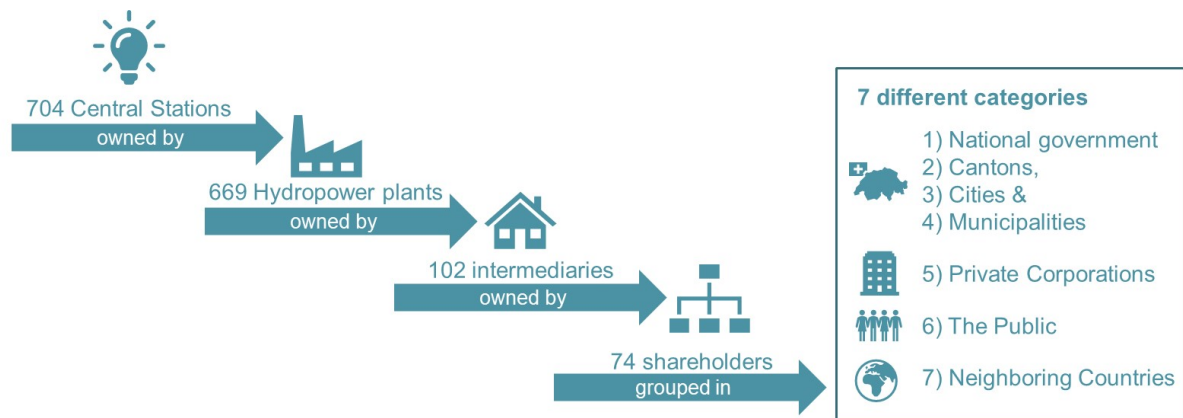 704 Central Stations
owned by
669 Hydropower plants
owned by
102 intermediaries
owned by
74 shareholders
grouped in
7 different categories
1) National government
2) Cantons,
3) Cities &
4) Municipalities
5) Private Corporations
6) The Public
7) Neighboring Countries